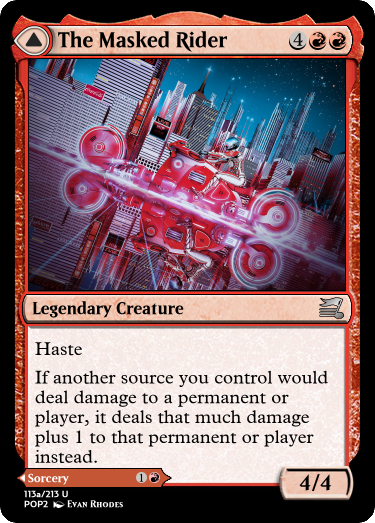 The Masked Rider 4
Legendary Creature
Haste
If another source you control would
deal damage to a permanent or
player, it deals that much damage
plus 1 to that permanent or player
instead.
Sorcery 1
4/4
113a/213 U
POP2 Evan Rhodes